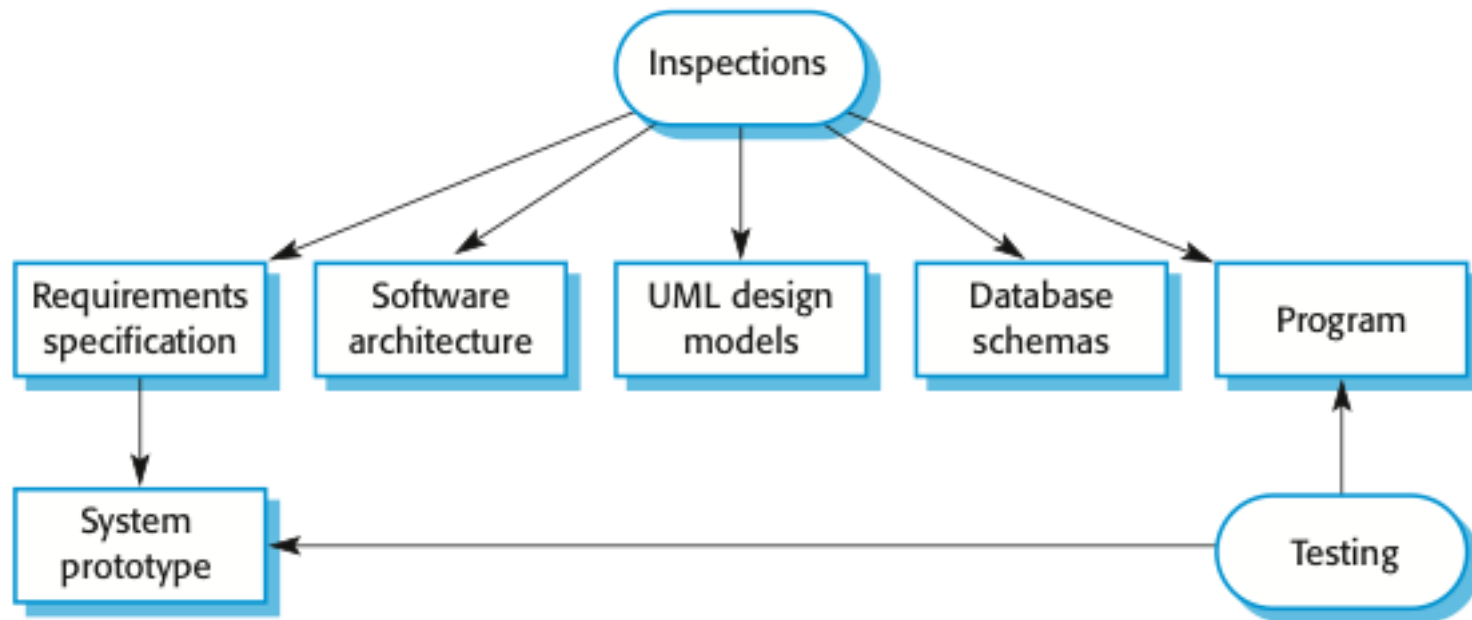 Inspections
Requirements
specification
Software
architecture
UML design
models
Database
schemas
Program
System
prototype
Testing